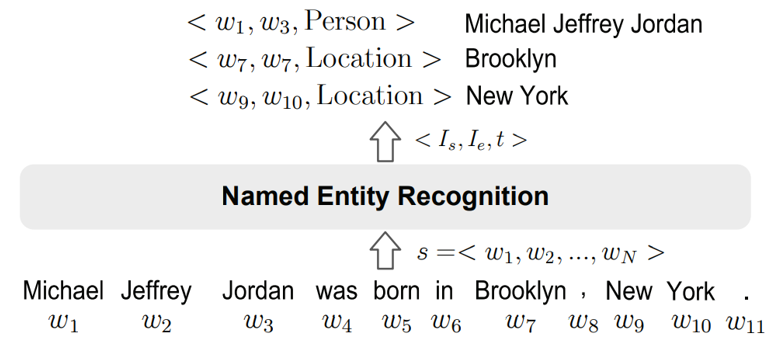 < w₁, w₃, Person > Michael Jeffrey Jordan
< w₇, w₇, Location > Brooklyn
< w₉, w₁₀, Location > New York
< Iₛ, Iₑ, t >
Named Entity Recognition
s =< w₁, w₂, ..., w_N >
Michael Jeffrey Jordan was born in Brooklyn , New York .
w₁ w₂ w₃ w₄ w₅ w₆ w₇ w₈ w₉ w₁₀ w₁₁